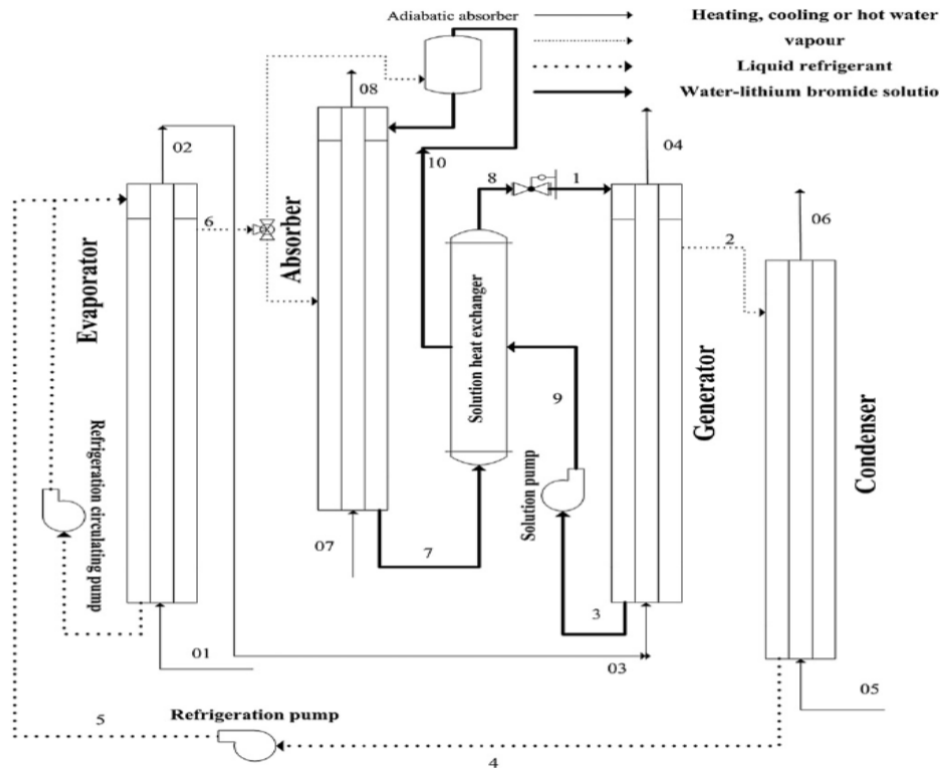 Adiabatic absorber
Heating, cooling or hot water
vapour
Liquid refrigerant
Water-lithium bromide solutio
08
02
04
10
8
1
6
2
06
Evaporator
Absorber
Solution heat exchanger
Generator
Condenser
9
Refrigeration circulating pump
Solution pump
07
7
3
01
03
05
5
Refrigeration pump
4